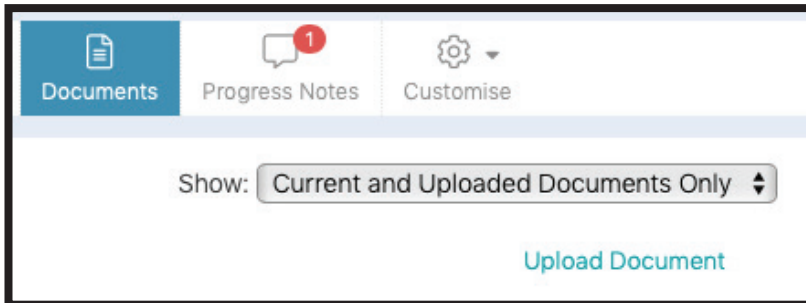 1
Documents Progress Notes Customise
Show: Current and Uploaded Documents Only
Upload Document